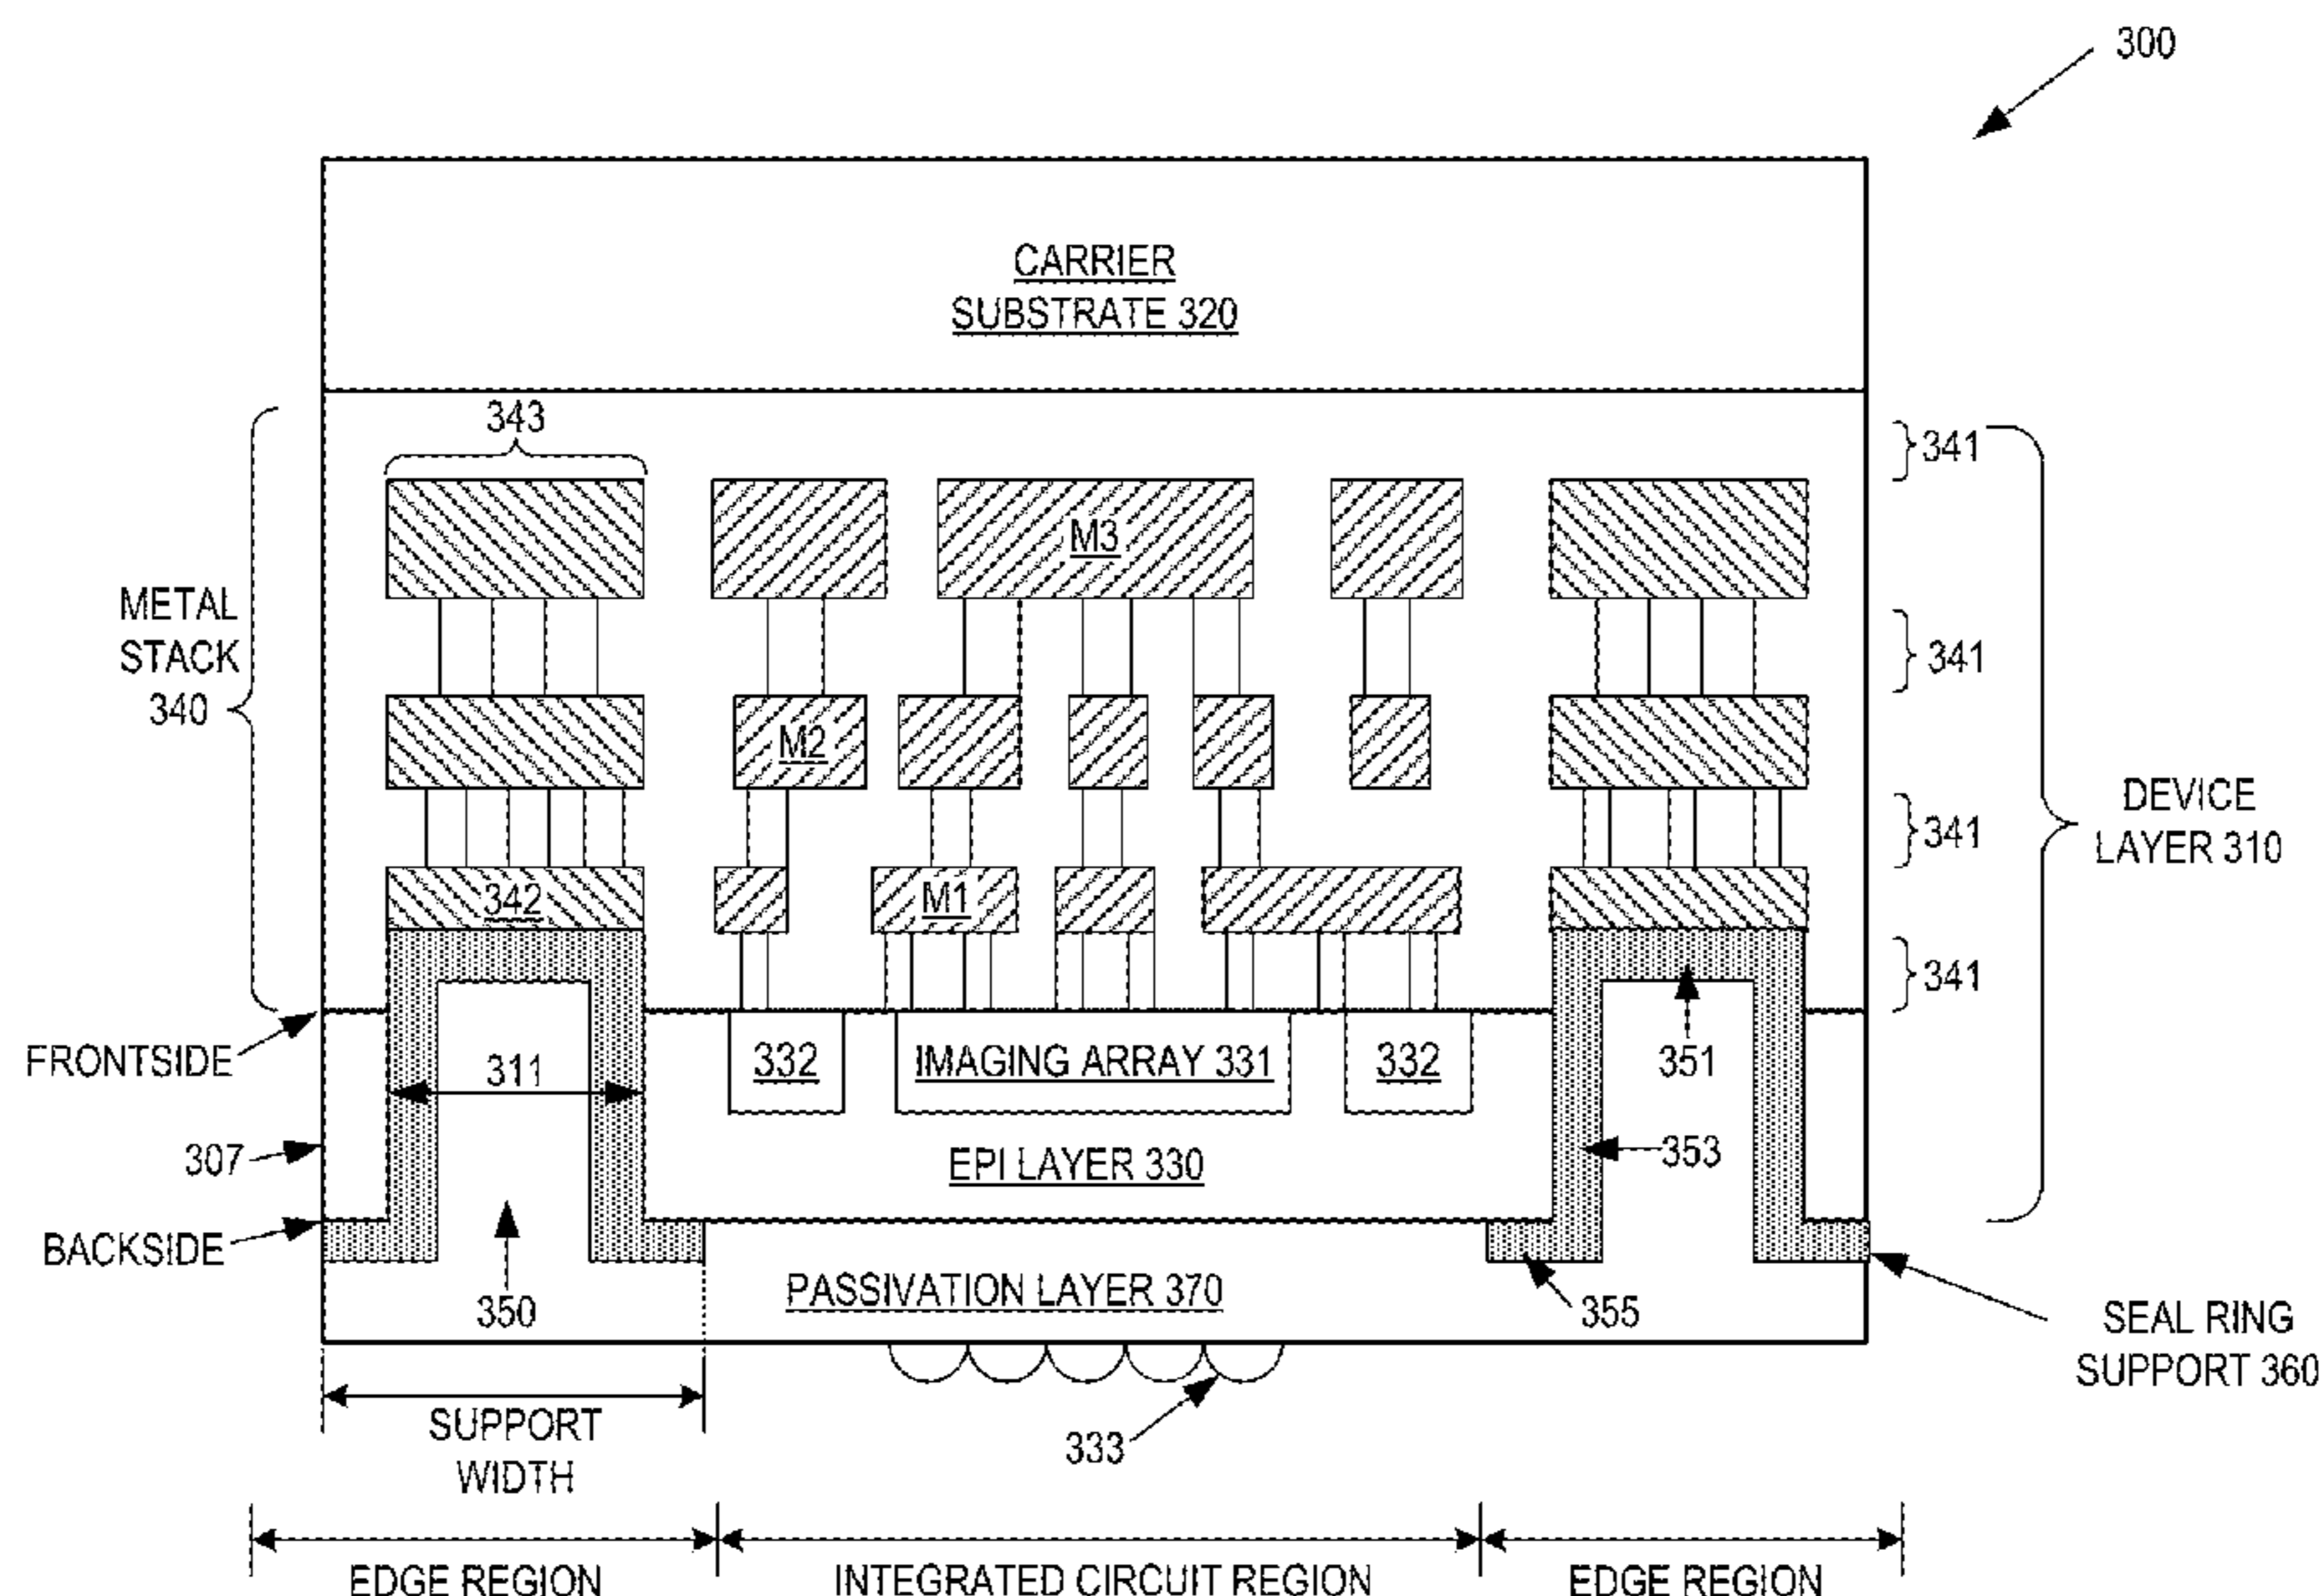 300
CARRIER
SUBSTRATE 320
343
341
M3
METAL
STACK
340
341
M2
DEVICE
LAYER 310
341
342
M1
341
FRONTSIDE
311
332
IMAGING ARRAY 331
332
351
307
EPI LAYER 330
353
BACKSIDE
350
PASSIVATION LAYER 370
355
SEAL RING
SUPPORT 360
SUPPORT
WIDTH
333
EDGE REGION
INTEGRATED CIRCUIT REGION
EDGE REGION